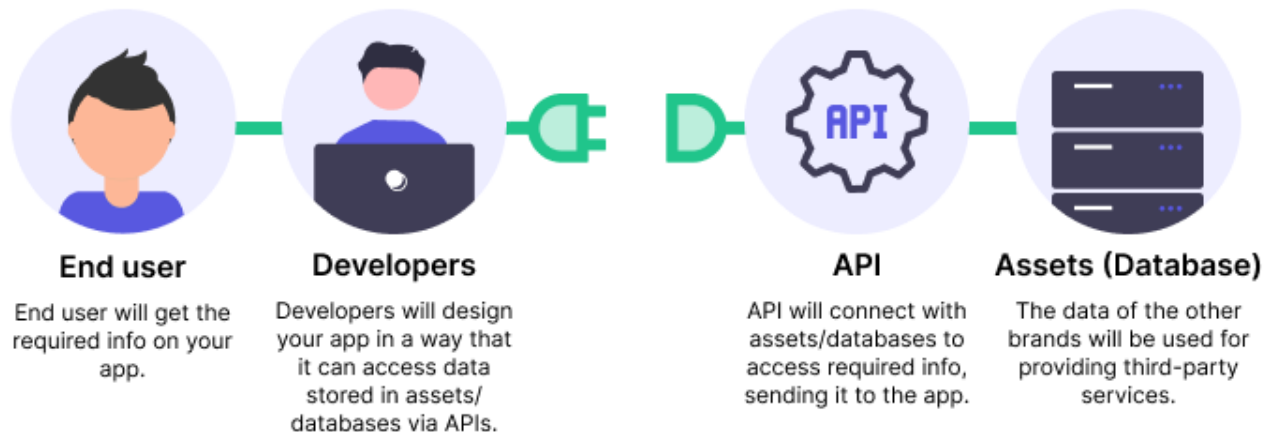 API
End user
End user will get the
required info on your
app.
Developers
Developers will design
your app in a way that
it can access data
stored in assets/
databases via APIs.
API
API will connect with
assets/databases to
access required info,
sending it to the app.
Assets (Database)
The data of the other
brands will be used for
providing third-party
services.